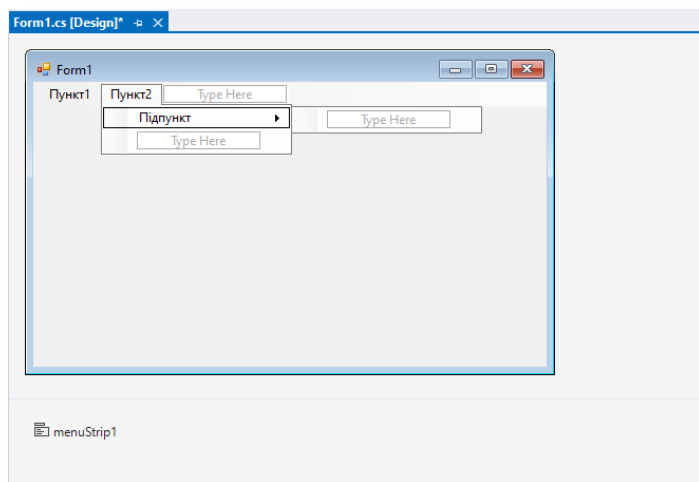 Form1.cs [Design]*
Form1
Пункт1 Пункт2 Type Here
Підпункт Type Here
Type Here
menuStrip1